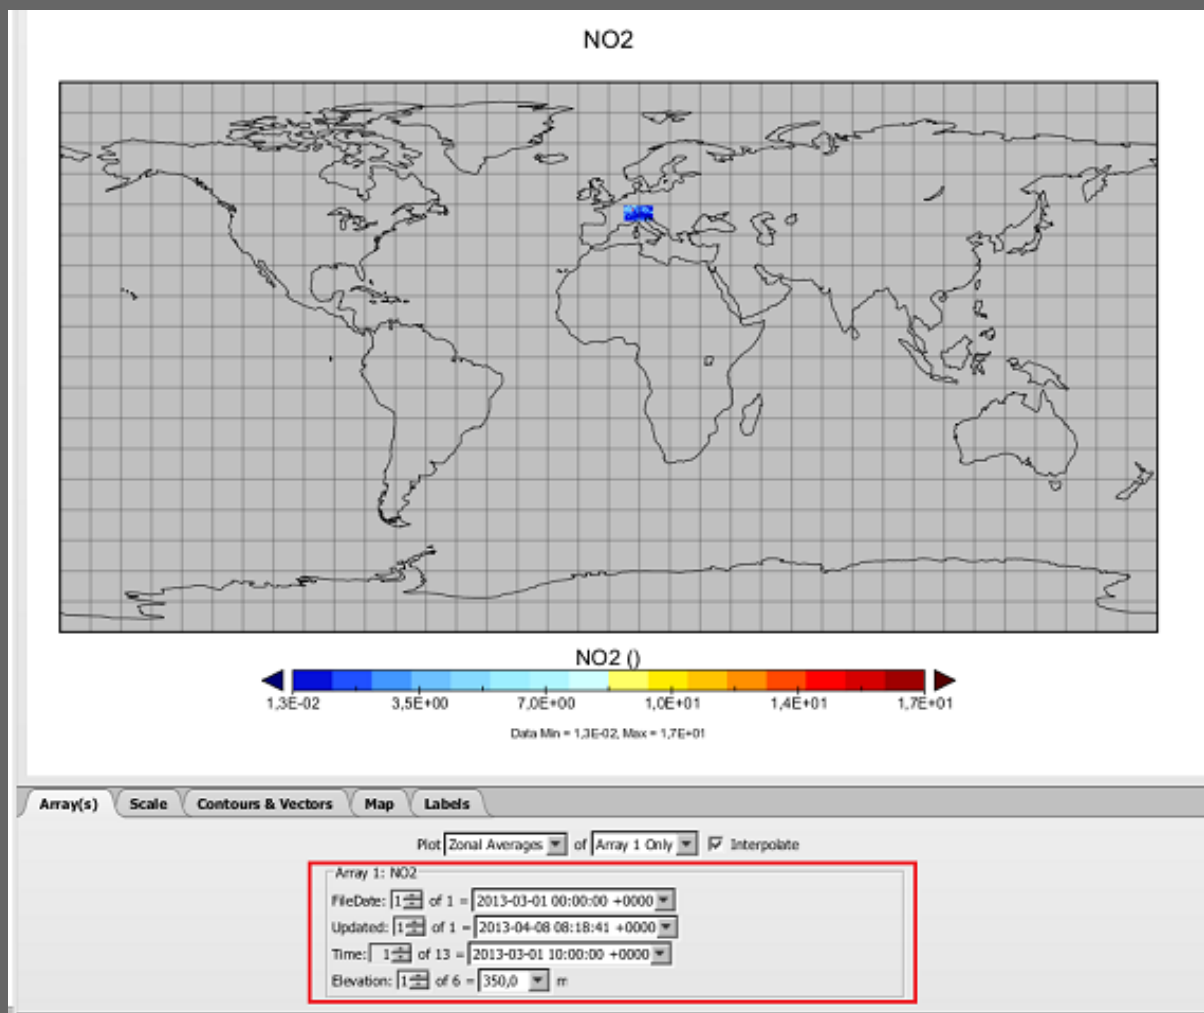 NO2
NO2 ()
1,3E-02 3,5E+00 7,0E+00 1,0E+01 1,4E+01 1,7E+01
Data Min = 1,3E-02, Max = 1,7E+01
Array(s) Scale Contours & Vectors Map Labels
Plot Zonal Averages of Array 1 Only Interpolate
Array 1: NO2
FileDate: 1 of 1 = 2013-03-01 00:00:00 +0000
Updated: 1 of 1 = 2013-04-08 08:18:41 +0000
Time: 1 of 13 = 2013-03-01 10:00:00 +0000
Elevation: 1 of 6 = 350,0 m